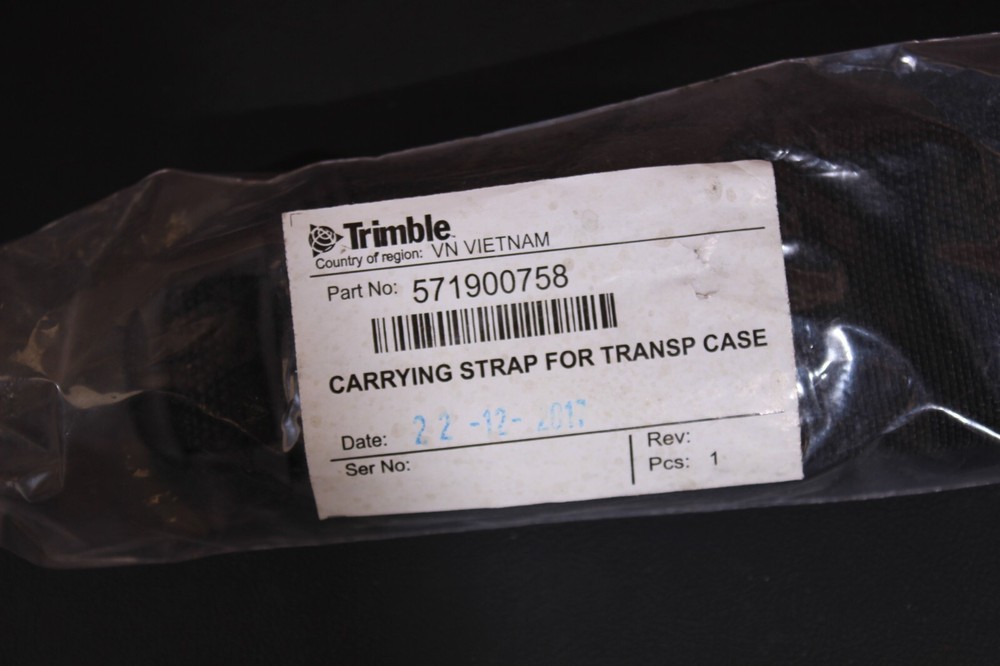 Trimble
Country of region: VN VIETNAM
Part No: 571900758
CARRYING STRAP FOR TRANSP CASE
Date: 22 -12- 2017
Ser No:
Rev:
Pcs: 1